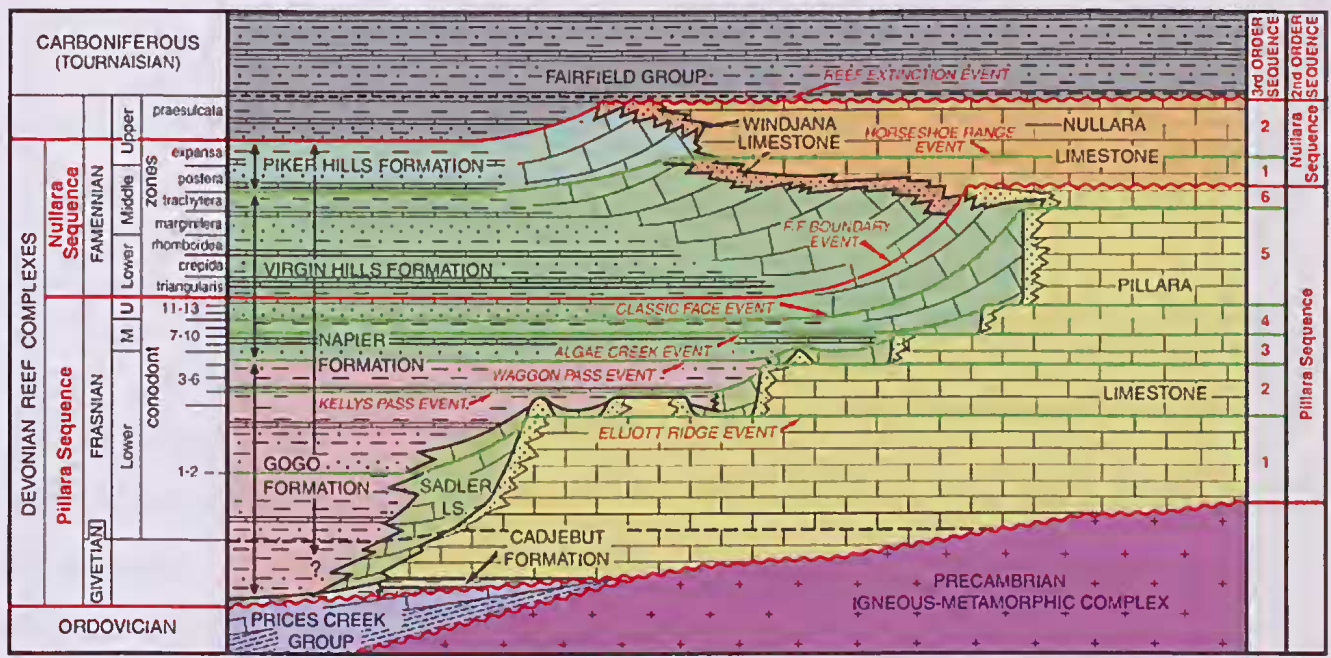 CARBONIFEROUS
(TOURNAISIAN)
DEVONIAN REEF COMPLEXES
Nullara
Sequence
Pillara Sequence
FAMENNIAN
FRASNIAN
GIVETIAN
Upper
Middle
Lower
U
M
Lower
conodont zones
praesulcata
expansa
postera
trachytera
marginifera
rhomboidea
crepida
triangularis
11-13
7-10
3-6
1-2
ORDOVICIAN
FAIRFIELD GROUP
REEF EXTINCTION EVENT
WINDJANA
LIMESTONE
NULLARA
LIMESTONE
HORSESHOE RANGE
EVENT
PIKER HILLS FORMATION
F.F BOUNDARY
EVENT
VIRGIN HILLS FORMATION
PILLARA
LIMESTONE
CLASSIC FACE EVENT
NAPIER
FORMATION
ALGAE CREEK EVENT
WAGGON PASS EVENT
KELLYS PASS EVENT
ELLIOTT RIDGE EVENT
GOGO
FORMATION
SADLER
LS.
CADJEBUT
FORMATION
?
PRICES CREEK
GROUP
PRECAMBRIAN
IGNEOUS-METAMORPHIC COMPLEX
3rd ORDER
SEQUENCE
2nd ORDER
SEQUENCE
2
1
6
5
4
3
2
1
Nullara
Sequence
Pillara Sequence